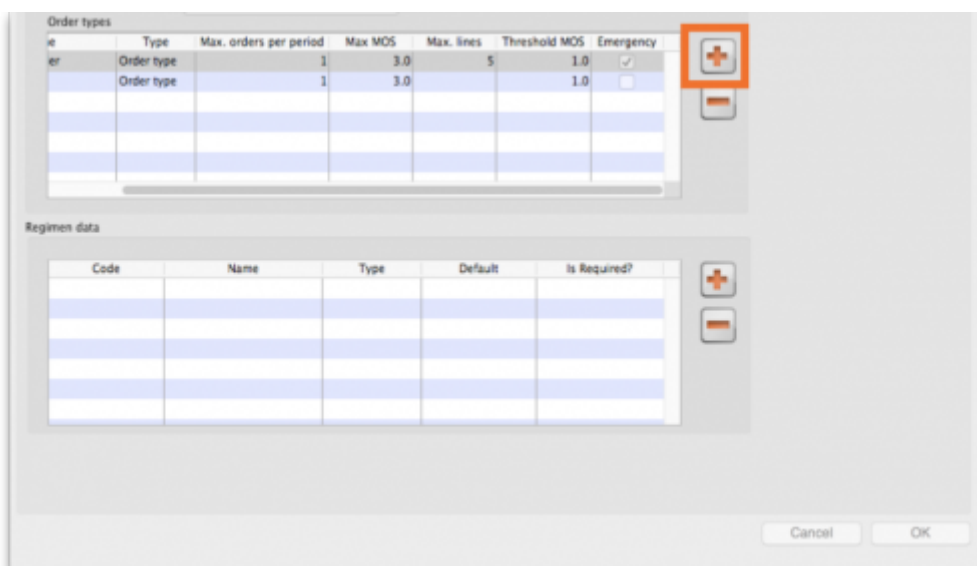 Order types
e Type Max. orders per period Max MOS Max. lines Threshold MOS Emergency
er Order type 1 3.0 5 1.0
Order type 1 3.0 1.0
Regimen data
Code Name Type Default Is Required?
Cancel OK